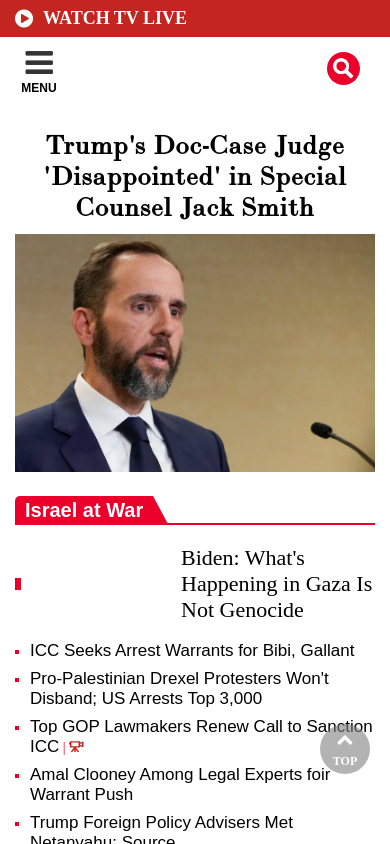 WATCH TV LIVE
MENU
Trump's Doc-Case Judge
'Disappointed' in Special
Counsel Jack Smith
Israel at War
Biden: What's
Happening in Gaza Is
Not Genocide
ICC Seeks Arrest Warrants for Bibi, Gallant
Pro-Palestinian Drexel Protesters Won't
Disband; US Arrests Top 3,000
Top GOP Lawmakers Renew Call to Sanction
ICC |
TOP
Amal Clooney Among Legal Experts foir
Warrant Push
Trump Foreign Policy Advisers Met
Netanyahu: Source